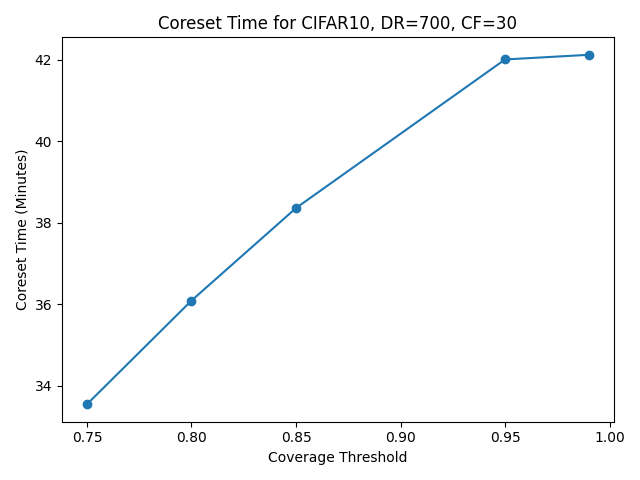 Coreset Time for CIFAR10, DR=700, CF=30
Coreset Time (Minutes)
42
40
38
36
34
0.75 0.80 0.85 0.90 0.95 1.00
Coverage Threshold